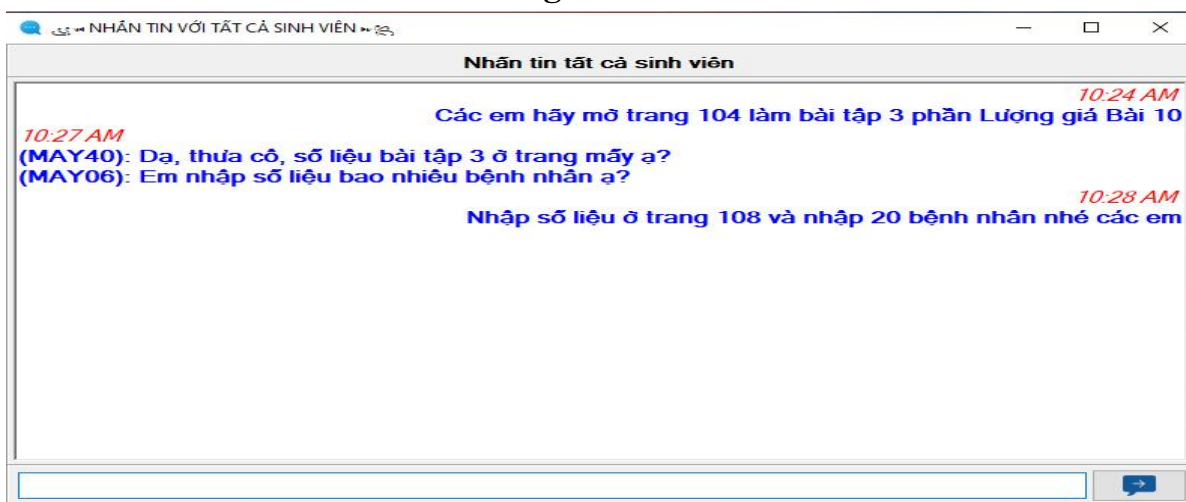 NHẮN TIN VỚI TẤT CẢ SINH VIÊN
Nhắn tin tất cả sinh viên
10:24 AM
Các em hãy mở trang 104 làm bài tập 3 phần Lượng giá Bài 10
10:27 AM
(MAY40): Dạ, thưa cô, số liệu bài tập 3 ở trang mấy ạ?
(MAY06): Em nhập số liệu bao nhiêu bệnh nhân ạ?
10:28 AM
Nhập số liệu ở trang 108 và nhập 20 bệnh nhân nhé các em